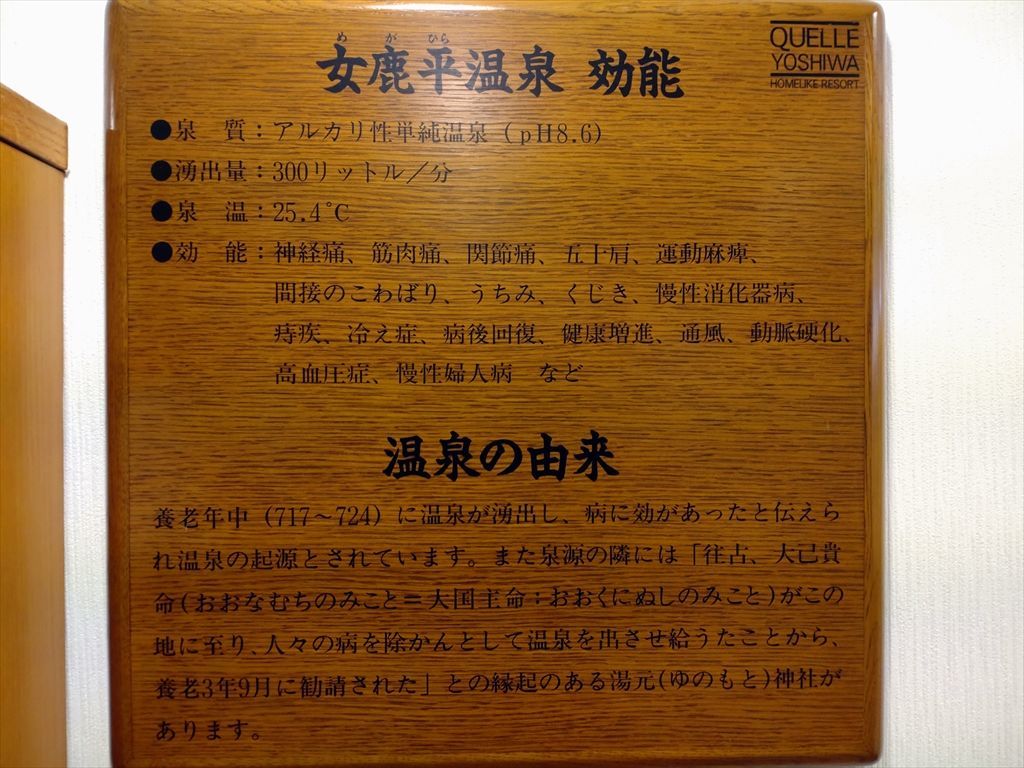 めがひら
女鹿平温泉 効能
QUELLE
YOSHIWA
HOMELIKE RESORT
●泉 質：アルカリ性単純温泉（pH8.6）
●湧出量：300リットル／分
●泉 温：25.4℃
●効 能：神経痛、筋肉痛、関節痛、五十肩、運動麻痺、
間接のこわばり、うちみ、くじき、慢性消化器病、
痔疾、冷え症、病後回復、健康増進、通風、動脈硬化、
高血圧症、慢性婦人病 など
温泉の由来
養老年中（717～724）に温泉が湧出し、病に効があったと伝えら
れ温泉の起源とされています。また泉源の隣には「往古、大己貴
命(おおなむちのみこと＝大国主命：おおくにぬしのみこと)がこの
地に至り、人々の病を除かんとして温泉を出させ給うたことから、
養老3年9月に勧請された」との縁起のある湯元(ゆのもと)神社が
あります。